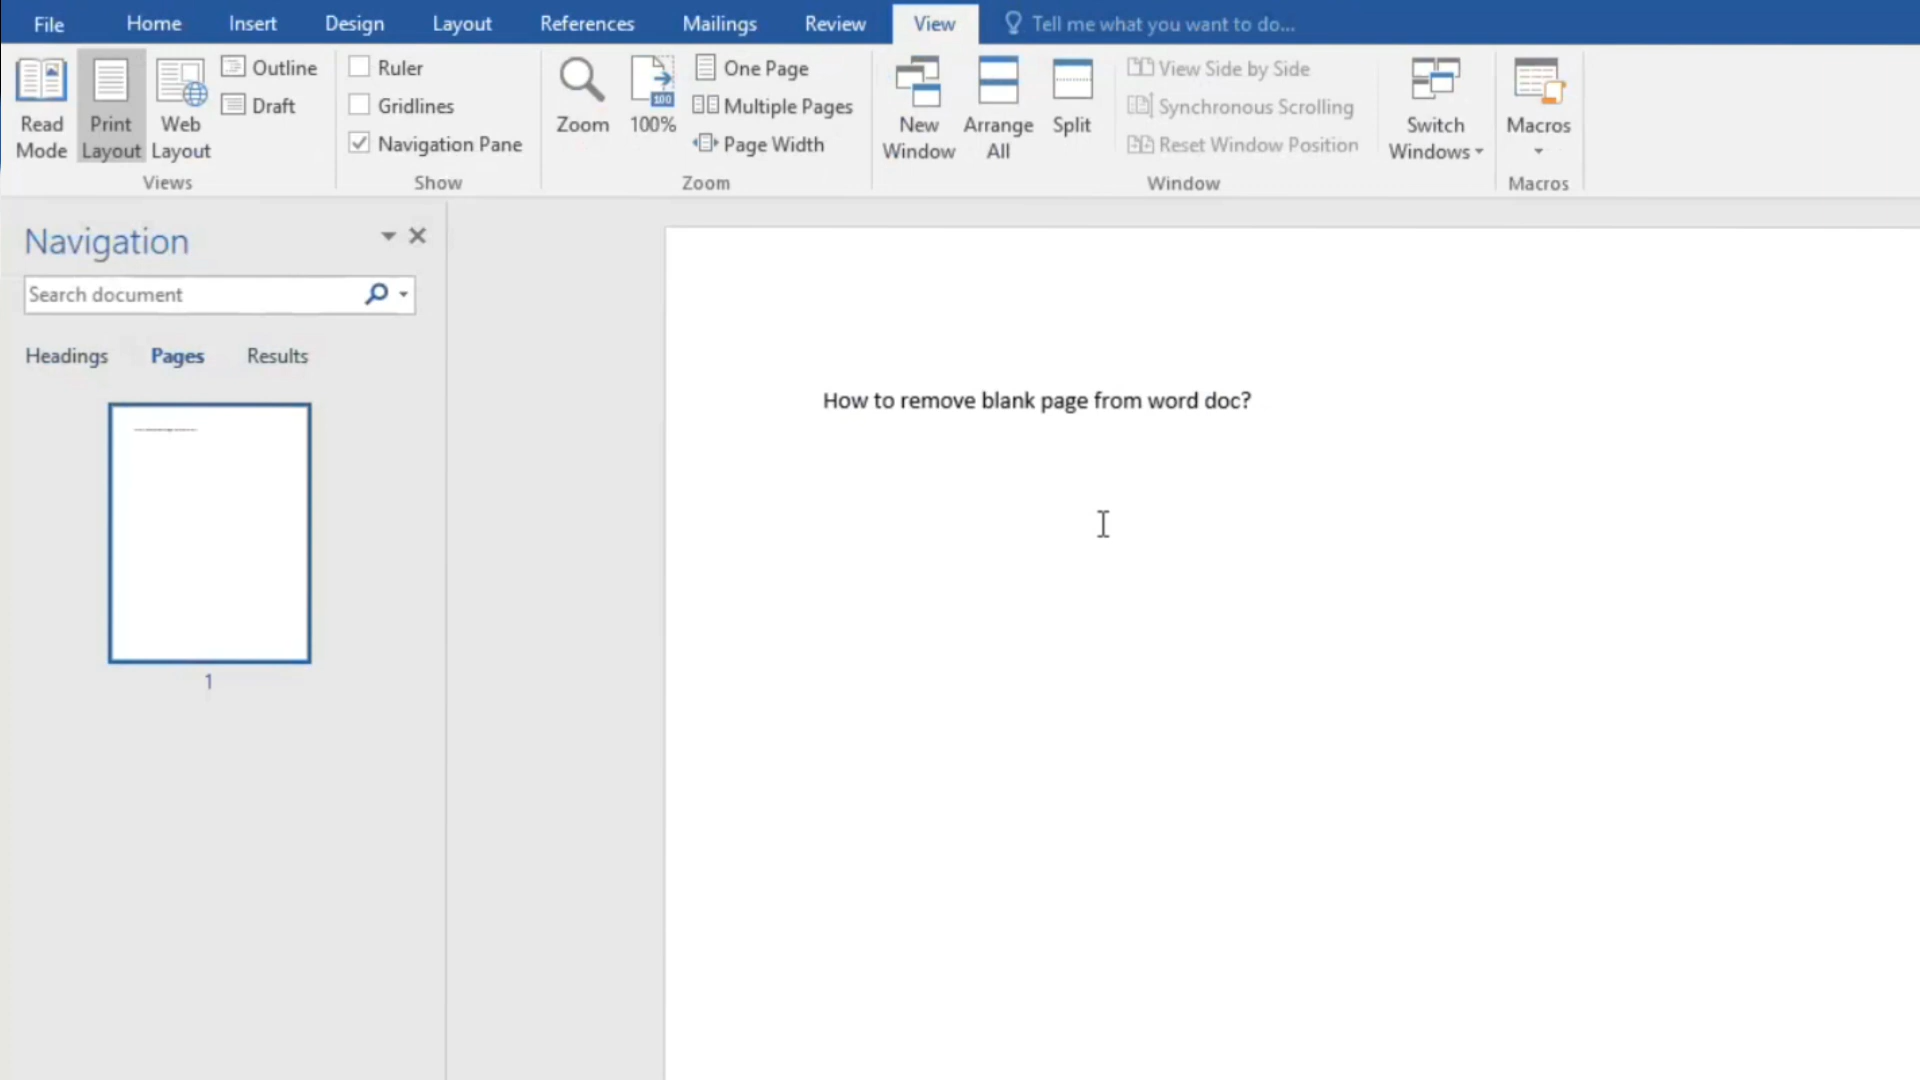 File Home Insert Design Layout References Mailings Review View Tell me what you want to do...
Read Mode
Print Layout
Web Layout
Outline
Draft
Views
Ruler
Gridlines
Navigation Pane
Show
Zoom
100%
One Page
Multiple Pages
Page Width
Zoom
New Window
Arrange All
Split
View Side by Side
Synchronous Scrolling
Reset Window Position
Window
Switch Windows
Macros
Macros
Navigation
Search document
Headings Pages Results
1
How to remove blank page from word doc?